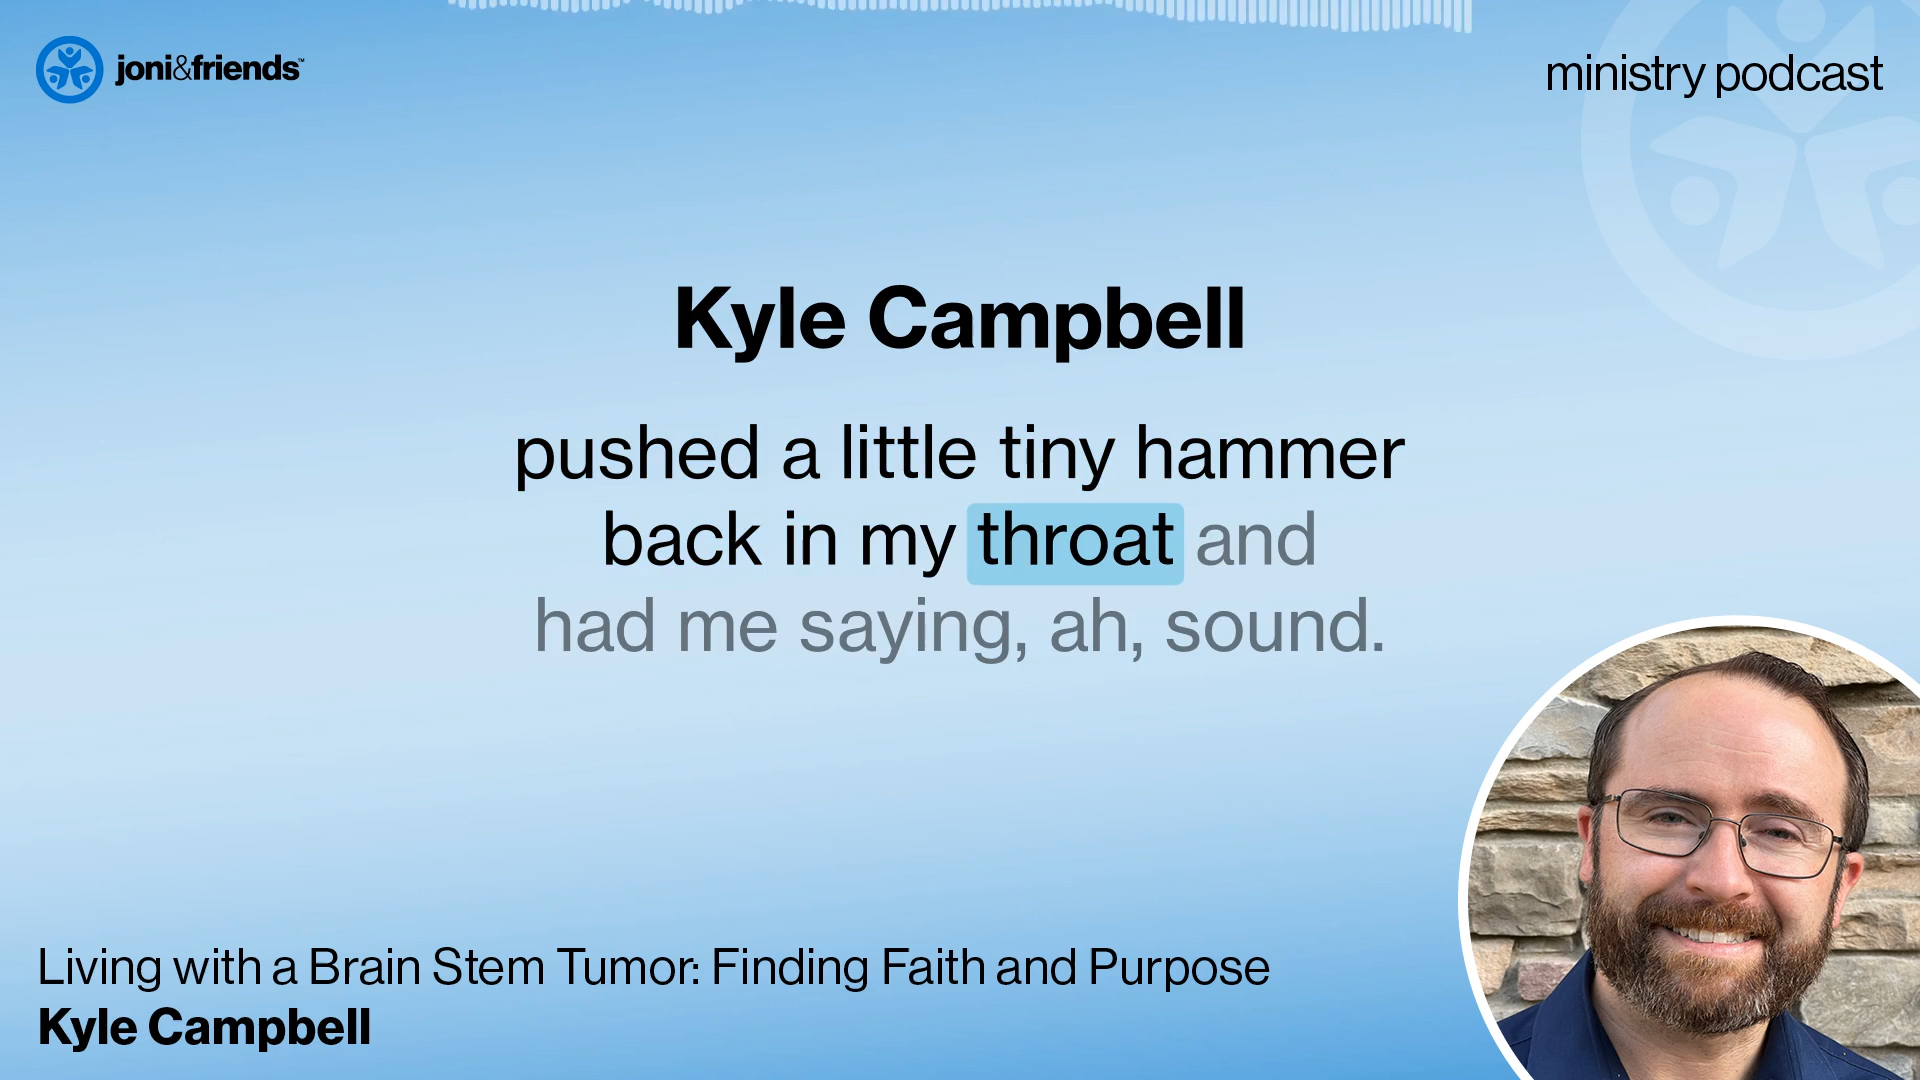 joni&friends™
ministry podcast
Kyle Campbell
pushed a little tiny hammer
back in my throat and
had me saying, ah, sound.
Living with a Brain Stem Tumor: Finding Faith and Purpose
Kyle Campbell